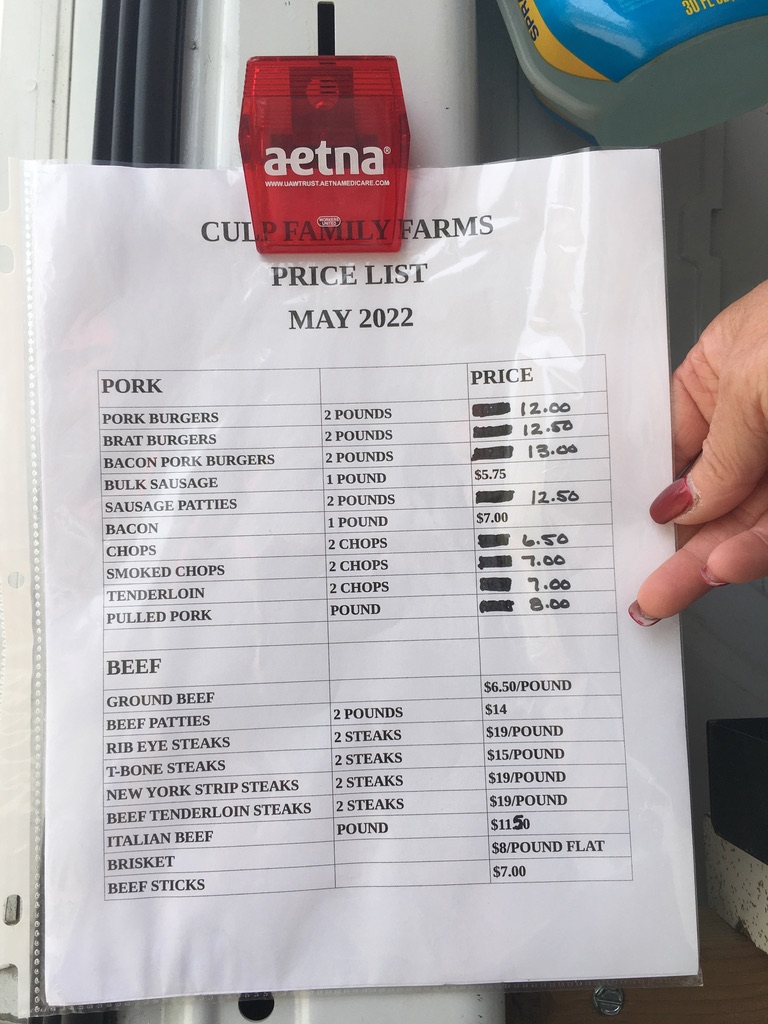 30 FL OZ
SPR
aetna®
WWW.UAWTRUST.AETNAMEDICARE.COM
CULP FAMILY FARMS
PRICE LIST
MAY 2022
PORK PRICE
PORK BURGERS 2 POUNDS 12.00
BRAT BURGERS 2 POUNDS 12.50
BACON PORK BURGERS 2 POUNDS 13.00
BULK SAUSAGE 1 POUND $5.75
SAUSAGE PATTIES 2 POUNDS 12.50
BACON 1 POUND $7.00
CHOPS 2 CHOPS 6.50
SMOKED CHOPS 2 CHOPS 7.00
TENDERLOIN 2 CHOPS 7.00
PULLED PORK POUND 8.00
BEEF
GROUND BEEF $6.50/POUND
BEEF PATTIES 2 POUNDS $14
RIB EYE STEAKS 2 STEAKS $19/POUND
T-BONE STEAKS 2 STEAKS $15/POUND
NEW YORK STRIP STEAKS 2 STEAKS $19/POUND
BEEF TENDERLOIN STEAKS 2 STEAKS $19/POUND
ITALIAN BEEF POUND $1150
BRISKET $8/POUND FLAT
BEEF STICKS $7.00